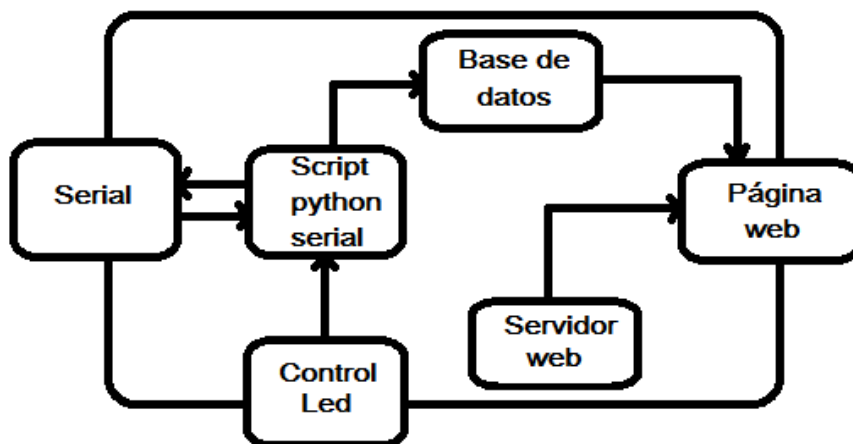 Base de
datos
Serial
Script
python
serial
Página
web
Servidor
web
Control
Led